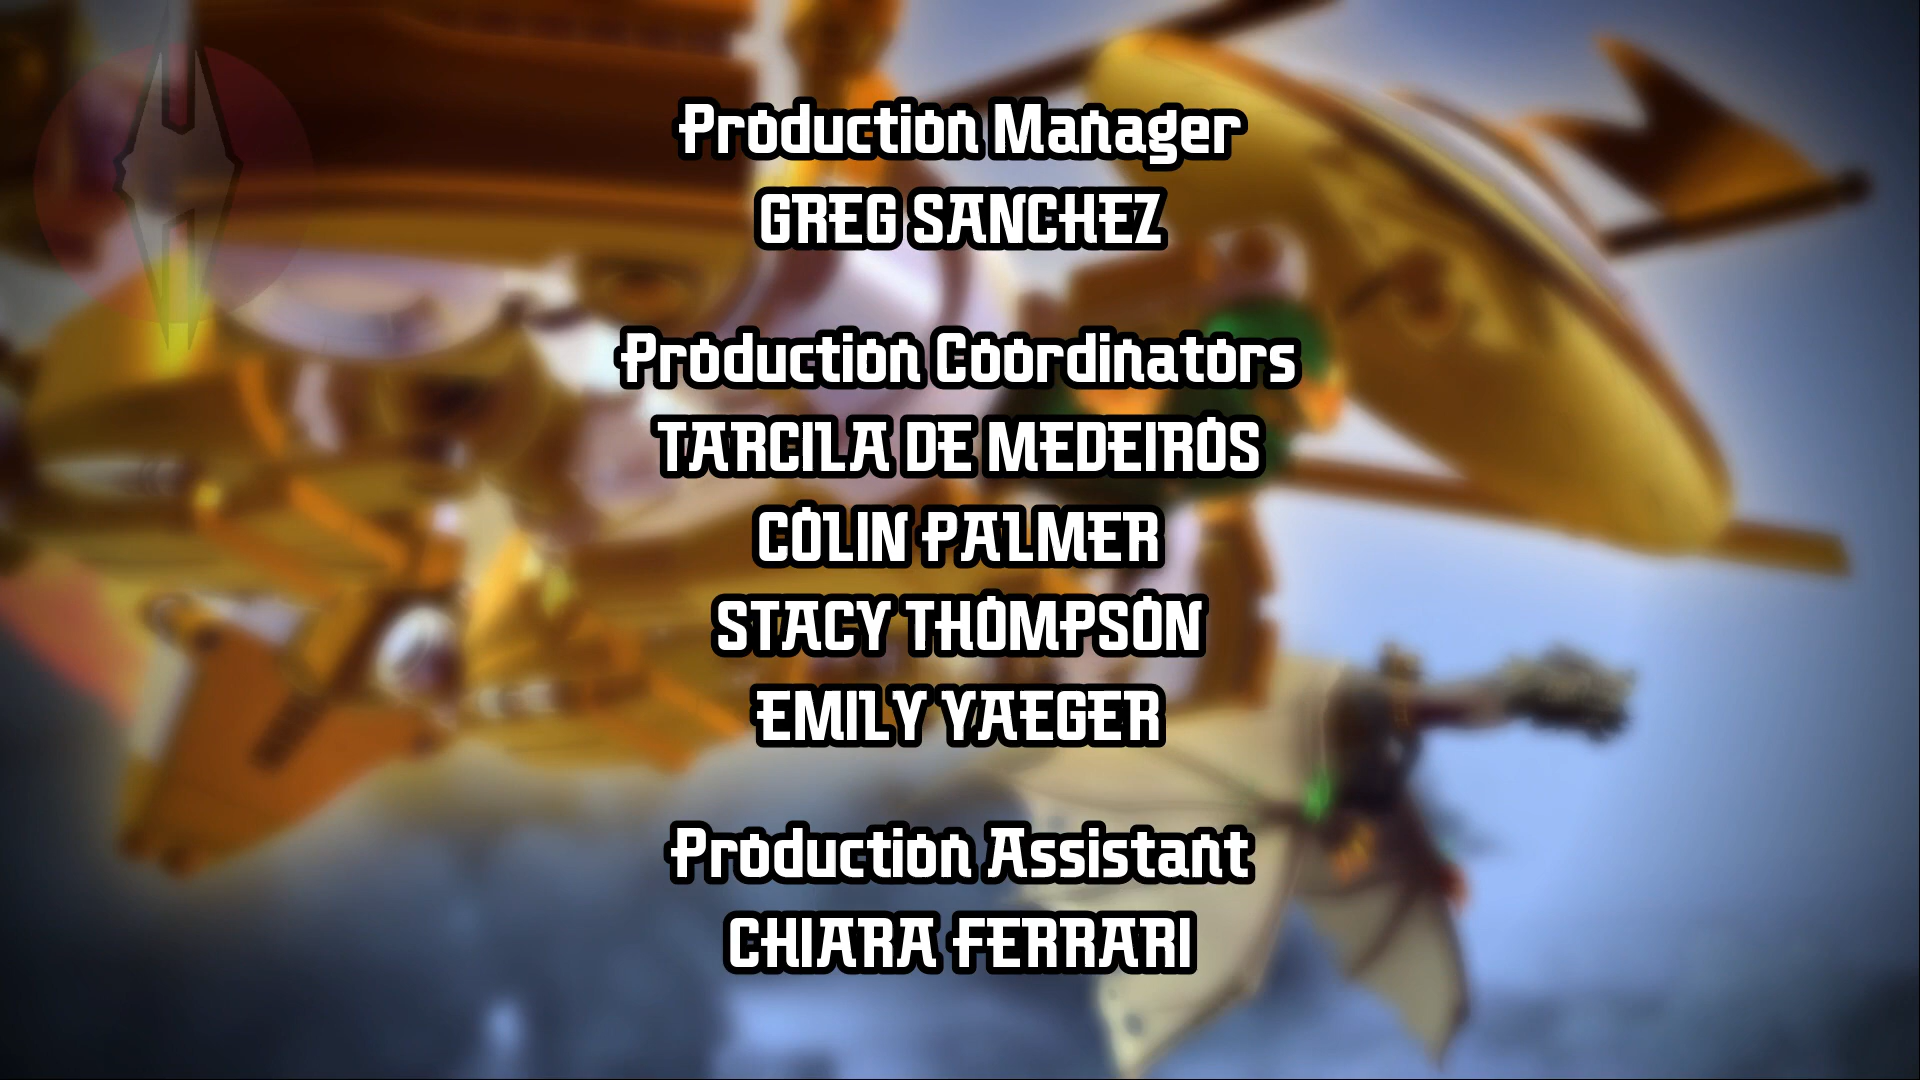 Production Manager
GREG SANCHEZ
Production Coordinators
TARCILA DE MEDEIROS
COLIN PALMER
STACY THOMPSON
EMILY YAEGER
Production Assistant
CHIARA FERRARI